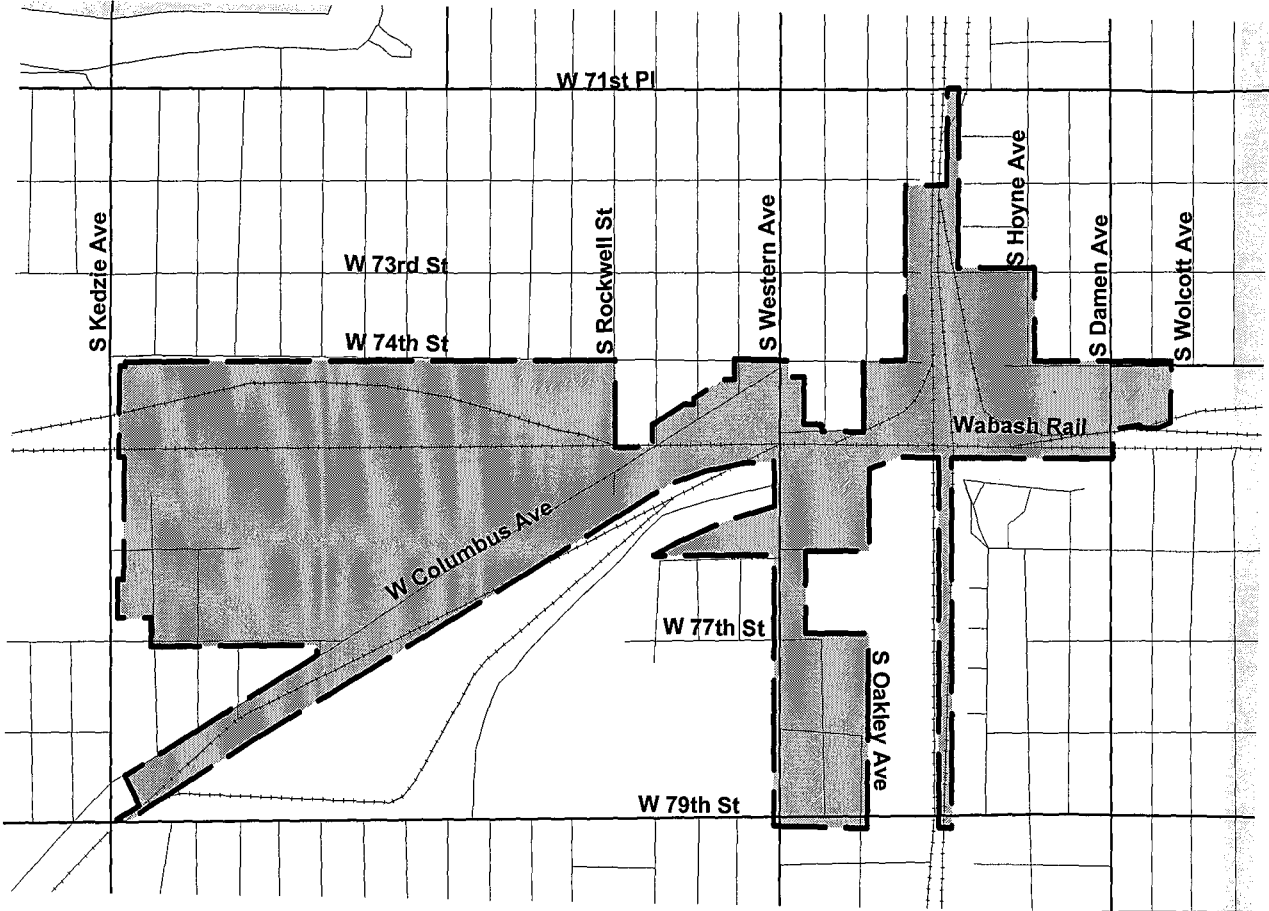 W 71st Pl
S Kedzie Ave
W 73rd St
W 74th St
S Rockwell St
S Western Ave
S Hoyne Ave
S Damen Ave
S Wolcott Ave
Wabash Rail
W Columbus Ave
W 77th St
S Oakley Ave
W 79th St